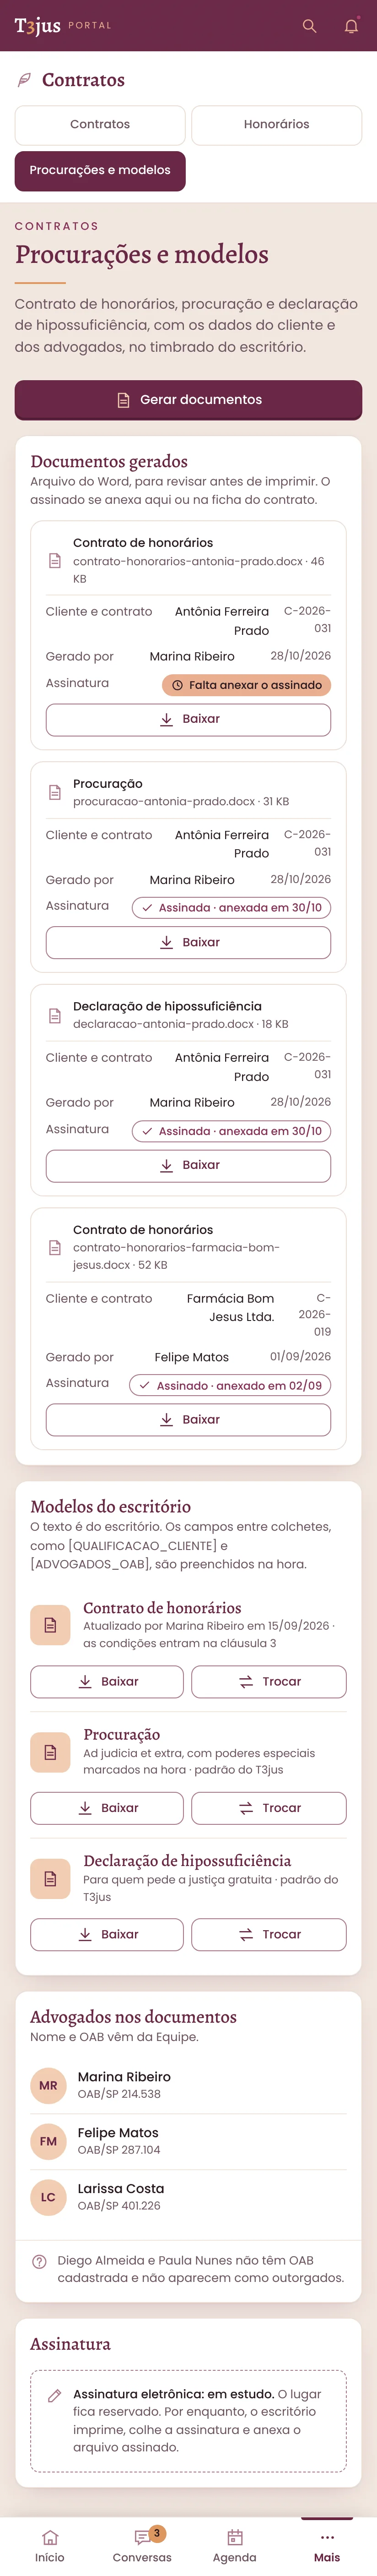 T3jus PORTAL
Contratos
Contratos
Honorários
Procurações e modelos
CONTRATOS
Procurações e modelos
Contrato de honorários, procuração e declaração
de hipossuficiência, com os dados do cliente e
dos advogados, no timbrado do escritório.
Gerar documentos
Documentos gerados
Arquivo do Word, para revisar antes de imprimir. O
assinado se anexa aqui ou na ficha do contrato.
Contrato de honorários
contrato-honorarios-antonia-prado.docx · 46
KB
Cliente e contrato Antônia Ferreira C-2026-
Prado 031
Gerado por Marina Ribeiro 28/10/2026
Assinatura Falta anexar o assinado
Baixar
Procuração
procuracao-antonia-prado.docx · 31 KB
Cliente e contrato Antônia Ferreira C-2026-
Prado 031
Gerado por Marina Ribeiro 28/10/2026
Assinatura Assinada · anexada em 30/10
Baixar
Declaração de hipossuficiência
declaracao-antonia-prado.docx · 18 KB
Cliente e contrato Antônia Ferreira C-2026-
Prado 031
Gerado por Marina Ribeiro 28/10/2026
Assinatura Assinada · anexada em 30/10
Baixar
Contrato de honorários
contrato-honorarios-farmacia-bom-
jesus.docx · 52 KB
Cliente e contrato Farmácia Bom C-
Jesus Ltda. 2026-
019
Gerado por Felipe Matos 01/09/2026
Assinatura Assinado · anexado em 02/09
Baixar
Modelos do escritório
O texto é do escritório. Os campos entre colchetes,
como [QUALIFICACAO_CLIENTE] e
[ADVOGADOS_OAB], são preenchidos na hora.
Contrato de honorários
Atualizado por Marina Ribeiro em 15/09/2026 ·
as condições entram na cláusula 3
Baixar Trocar
Procuração
Ad judicia et extra, com poderes especiais
marcados na hora · padrão do T3jus
Baixar Trocar
Declaração de hipossuficiência
Para quem pede a justiça gratuita · padrão do
T3jus
Baixar Trocar
Advogados nos documentos
Nome e OAB vêm da Equipe.
MR Marina Ribeiro
OAB/SP 214.538
FM Felipe Matos
OAB/SP 287.104
LC Larissa Costa
OAB/SP 401.226
Diego Almeida e Paula Nunes não têm OAB
cadastrada e não aparecem como outorgados.
Assinatura
Assinatura eletrônica: em estudo. O lugar
fica reservado. Por enquanto, o escritório
imprime, colhe a assinatura e anexa o
arquivo assinado.
3
Início Conversas Agenda Mais